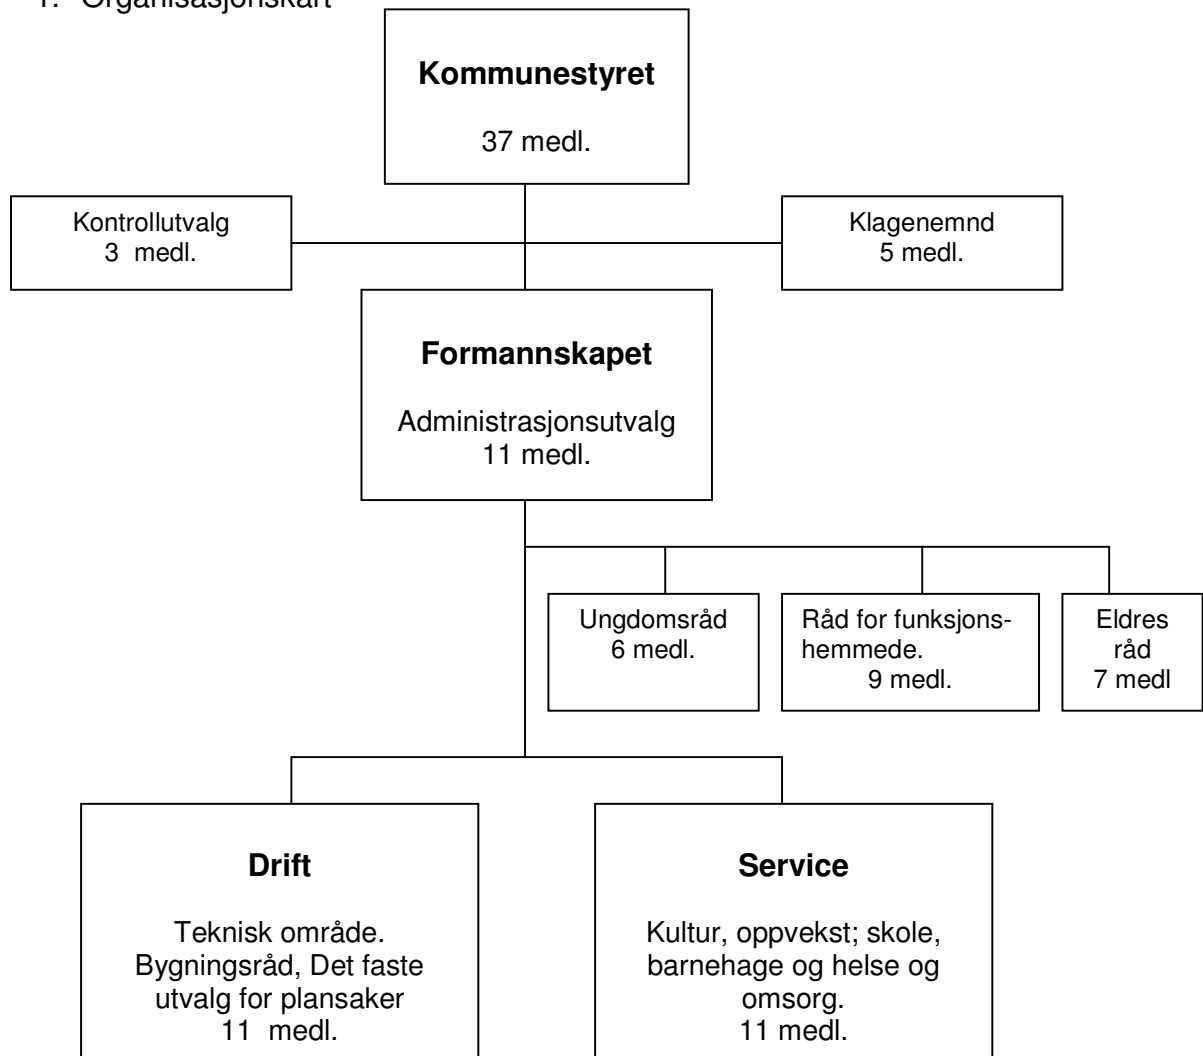 1. Organisasjonskart
Kommunestyret
37 medl.
Kontrollutvalg
3 medl.
Klagenemnd
5 medl.
Formannskapet
Administrasjonsutvalg
11 medl.
Ungdomsråd
6 medl.
Råd for funksjons-
hemmede.
9 medl.
Eldres
råd
7 medl
Drift
Teknisk område.
Bygningsråd, Det faste
utvalg for plansaker
11 medl.
Service
Kultur, oppvekst; skole,
barnehage og helse og
omsorg.
11 medl.